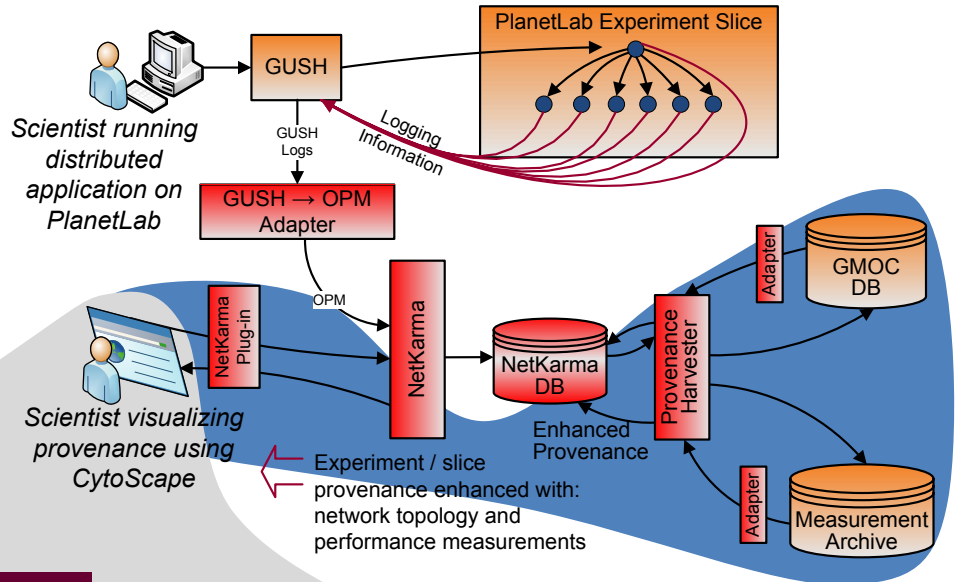 PlanetLab Experiment Slice
GUSH
Scientist running
distributed
application on
PlanetLab
GUSH
Logs
Logging
Information
GUSH → OPM
Adapter
OPM
NetKarma
Plug-in
NetKarma
NetKarma
DB
Provenance
Harvester
Adapter
GMOC
DB
Scientist visualizing
provenance using
CytoScape
Enhanced
Provenance
Experiment / slice
provenance enhanced with:
network topology and
performance measurements
Adapter
Measurement
Archive